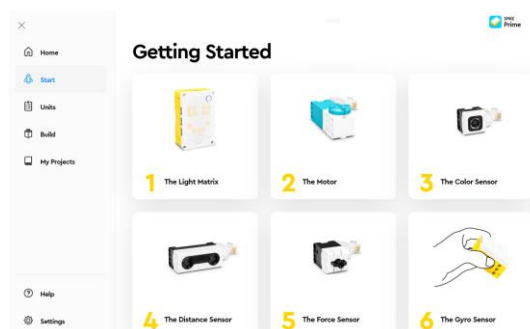 SPIKE
Prime
Home
Start
Units
Build
My Projects
Help
Settings
Getting Started
1 The Light Matrix
2 The Motor
3 The Color Sensor
4 The Distance Sensor
5 The Force Sensor
6 The Gyro Sensor